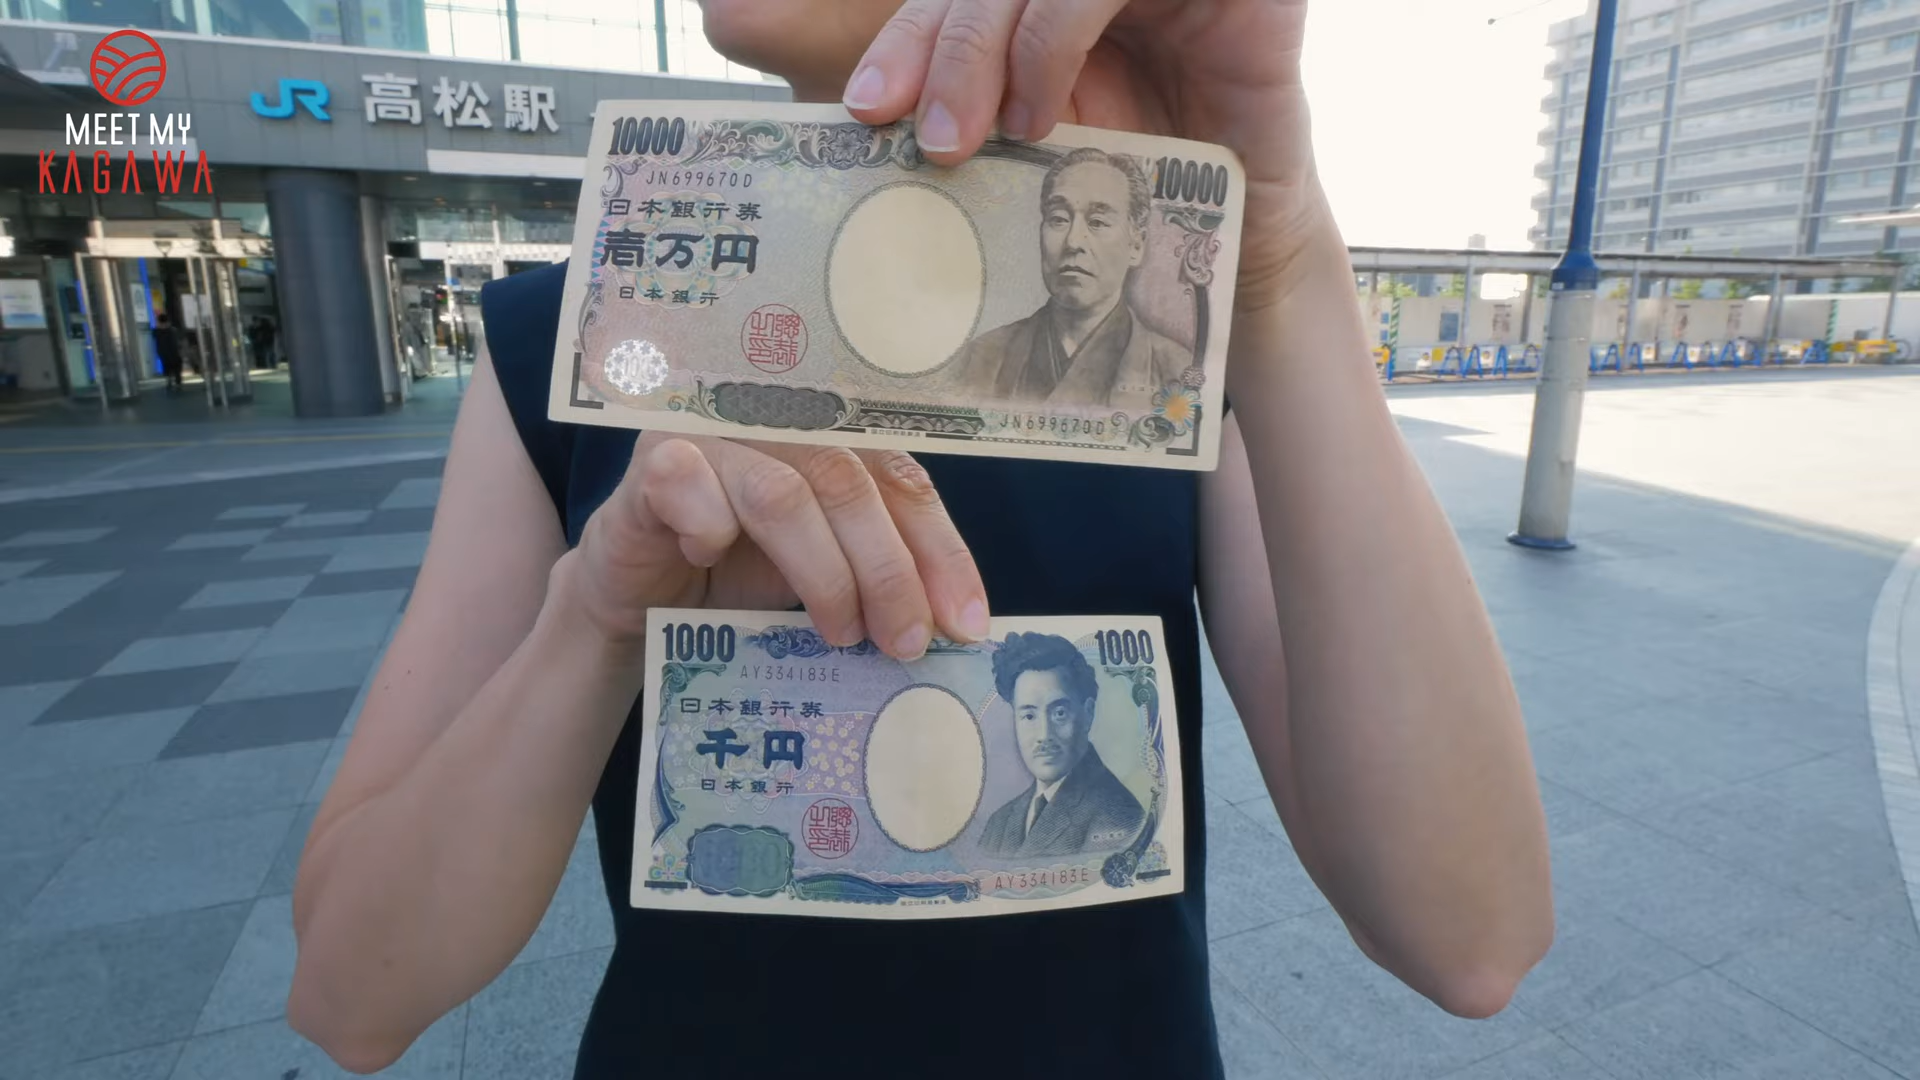 MEET MY
KAGAWA
JR 高松駅
10000
10000
JN699670D
日本銀行券
壱万円
日本銀行
JN699670D
1000
1000
AY334183E
日本銀行券
千円
日本銀行
AY334183E